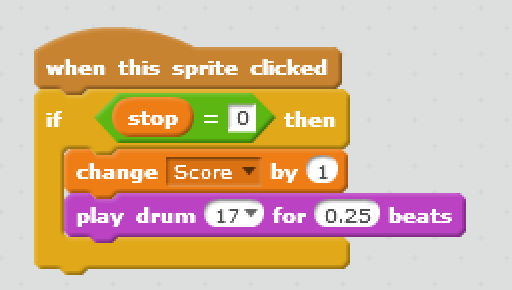 when this sprite clicked
if stop = 0 then
change Score by 1
play drum 17 for 0.25 beats